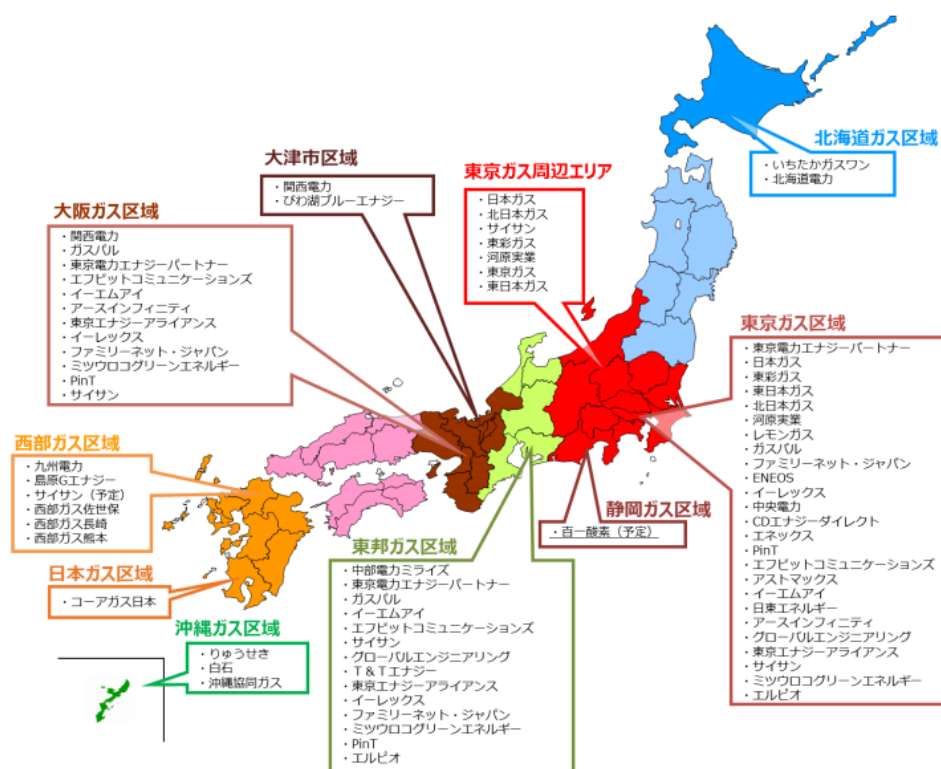 北海道ガス区域
・いちたかガスワン
・北海道電力
大津市区域
・関西電力
・びわ湖ブルーエナジー
東京ガス周辺エリア
・日本ガス
・北日本ガス
・サイサン
・東彩ガス
・河原実業
・東京ガス
・東日本ガス
大阪ガス区域
・関西電力
・ガスパル
・東京電力エナジーパートナー
・エフビットコミュニケーションズ
・イーエムアイ
・アースインフィニティ
・東京エナジーアライアンス
・イーレックス
・ファミリーネット・ジャパン
・ミツウロコグリーンエネルギー
・PinT
・サイサン
東京ガス区域
・東京電力エナジーパートナー
・日本ガス
・東彩ガス
・東日本ガス
・北日本ガス
・河原実業
・レモンガス
・ガスパル
・ファミリーネット・ジャパン
・ENEOS
・イーレックス
・中央電力
・CDエナジーダイレクト
・エネックス
・PinT
・エフビットコミュニケーションズ
・アストマックス
・イーエムアイ
・日東エネルギー
・アースインフィニティ
・グローバルエンジニアリング
・東京エナジーアライアンス
・サイサン
・ミツウロコグリーンエネルギー
・エルピオ
西部ガス区域
・九州電力
・島原Gエナジー
・サイサン（予定）
・西部ガス佐世保
・西部ガス長崎
・西部ガス熊本
静岡ガス区域
・百一酸素（予定）
東邦ガス区域
・中部電力ミライズ
・東京電力エナジーパートナー
・ガスパル
・イーエムアイ
・エフビットコミュニケーションズ
・サイサン
・グローバルエンジニアリング
・T＆Tエナジー
・東京エナジーアライアンス
・イーレックス
・ファミリーネット・ジャパン
・ミツウロコグリーンエネルギー
・PinT
・エルピオ
日本ガス区域
・コーアガス日本
沖縄ガス区域
・りゅうせき
・白石
・沖縄協同ガス